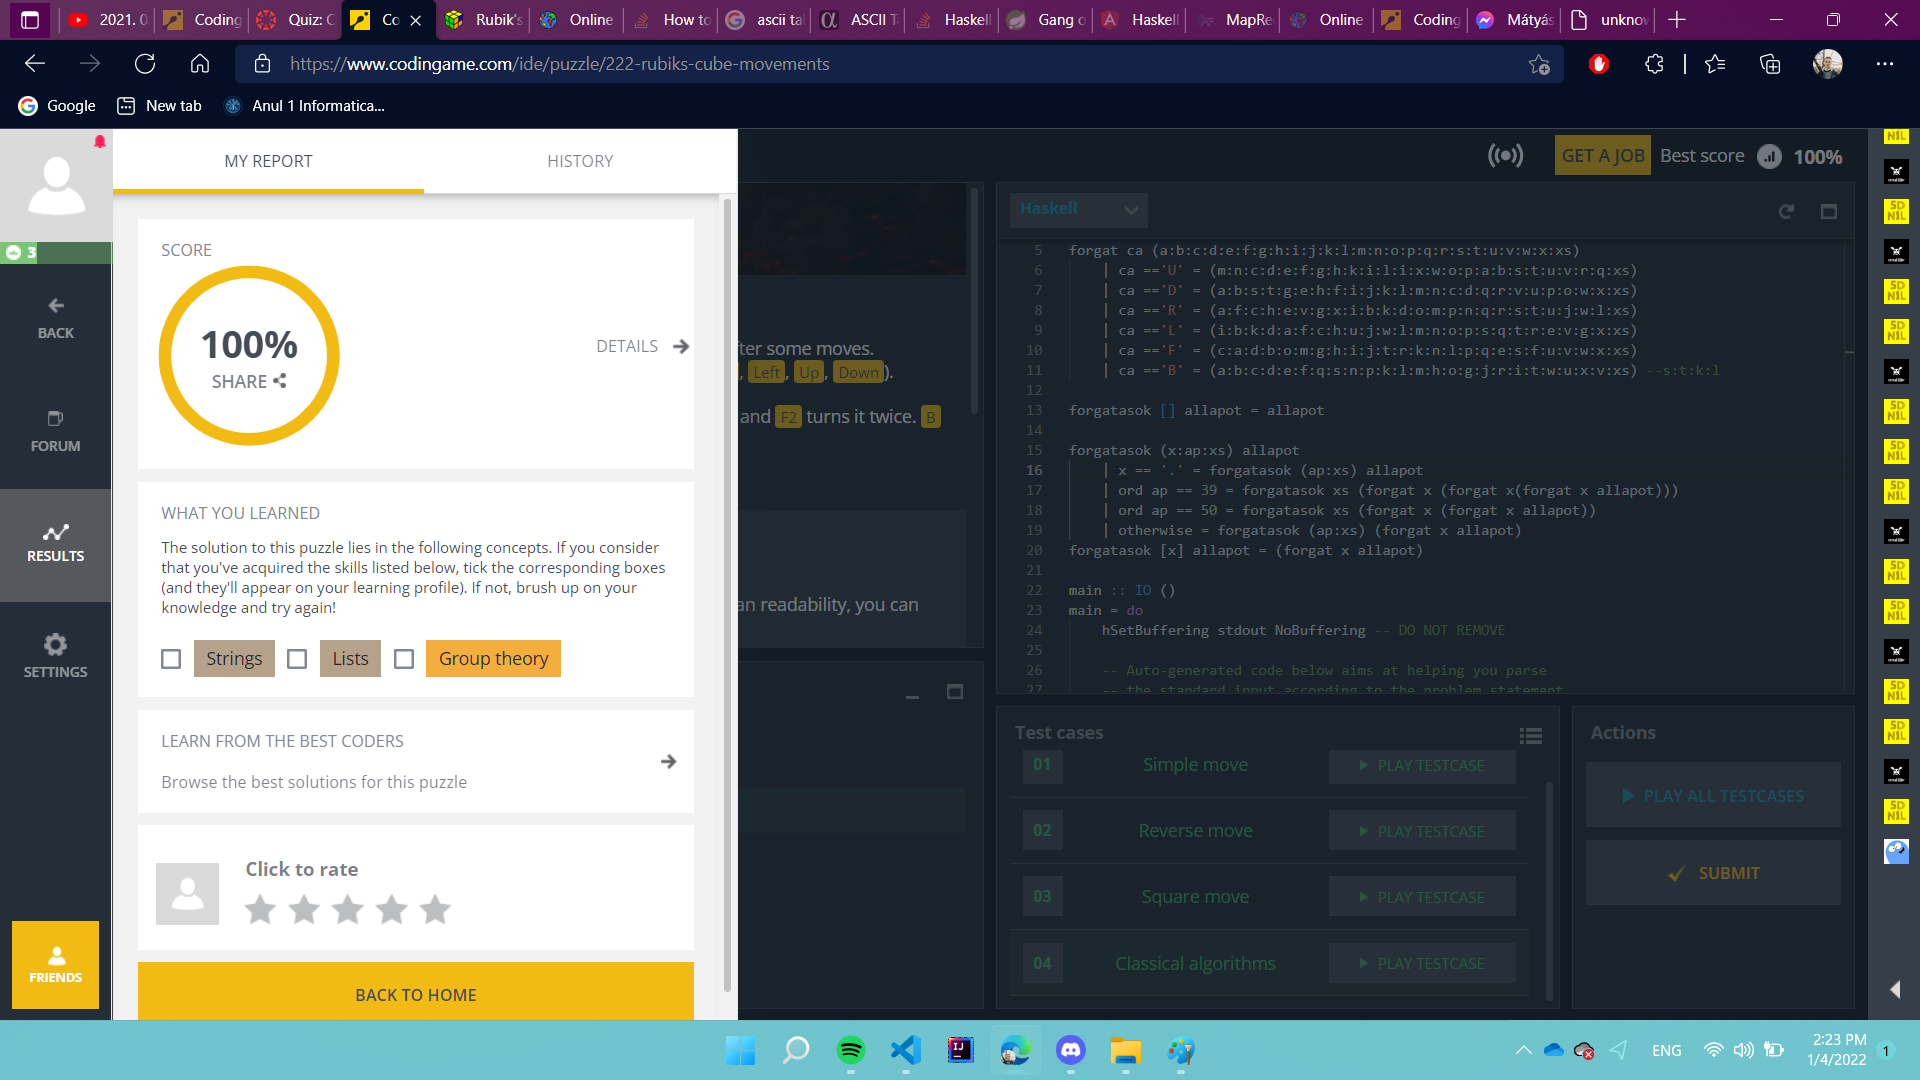 2021. 0
Coding
Quiz: C
Co
Rubik's
Online
How to
ascii tal
ASCII T
Haskell
Gang o
Haskell
MapRe
Online
Coding
Mátyás
unknow
https://www.codingame.com/ide/puzzle/222-rubiks-cube-movements
Google
New tab
Anul 1 Informatica...
3
BACK
FORUM
RESULTS
SETTINGS
FRIENDS
MY REPORT
HISTORY
SCORE
100%
SHARE
DETAILS
WHAT YOU LEARNED
The solution to this puzzle lies in the following concepts. If you consider
that you've acquired the skills listed below, tick the corresponding boxes
(and they'll appear on your learning profile). If not, brush up on your
knowledge and try again!
Strings
Lists
Group theory
LEARN FROM THE BEST CODERS
Browse the best solutions for this puzzle
Click to rate
BACK TO HOME
ter some moves.
, Left, Up, Down).
and F2 turns it twice. B
an readability, you can
GET A JOB
Best score
100%
Haskell
5 forgat ca (a:b:c:d:e:f:g:h:i:j:k:l:m:n:o:p:q:r:s:t:u:v:w:x:xs)
6 | ca =='U' = (m:n:c:d:e:f:g:h:k:i:l:i:x:w:o:p:a:b:s:t:u:v:r:q:xs)
7 | ca =='D' = (a:b:s:t:g:e:h:f:i:j:k:l:m:n:c:d:q:r:v:u:p:o:w:x:xs)
8 | ca =='R' = (a:f:c:h:e:v:g:x:i:b:k:d:o:m:p:n:q:r:s:t:u:j:w:l:xs)
9 | ca =='L' = (i:b:k:d:a:f:c:h:u:j:w:l:m:n:o:p:s:q:t:r:e:v:g:x:xs)
10 | ca =='F' = (c:a:d:b:o:m:g:h:i:j:t:r:k:n:l:p:q:e:s:f:u:v:w:x:xs)
11 | ca =='B' = (a:b:c:d:e:f:q:s:n:p:k:l:m:h:o:g:j:r:i:t:w:u:x:v:xs) --s:t:k:l
12
13 forgatasok [] allapot = allapot
14
15 forgatasok (x:ap:xs) allapot
16 | x == '.' = forgatasok (ap:xs) allapot
17 | ord ap == 39 = forgatasok xs (forgat x (forgat x(forgat x allapot)))
18 | ord ap == 50 = forgatasok xs (forgat x (forgat x allapot))
19 | otherwise = forgatasok (ap:xs) (forgat x allapot)
20 forgatasok [x] allapot = (forgat x allapot)
21
22 main :: IO ()
23 main = do
24 hSetBuffering stdout NoBuffering -- DO NOT REMOVE
25
26 -- Auto-generated code below aims at helping you parse
27 -- the standard input according to the problem statement
Test cases
01 Simple move PLAY TESTCASE
02 Reverse move PLAY TESTCASE
03 Square move PLAY TESTCASE
04 Classical algorithms PLAY TESTCASE
Actions
PLAY ALL TESTCASES
SUBMIT
ENG
2:23 PM
1/4/2022
1